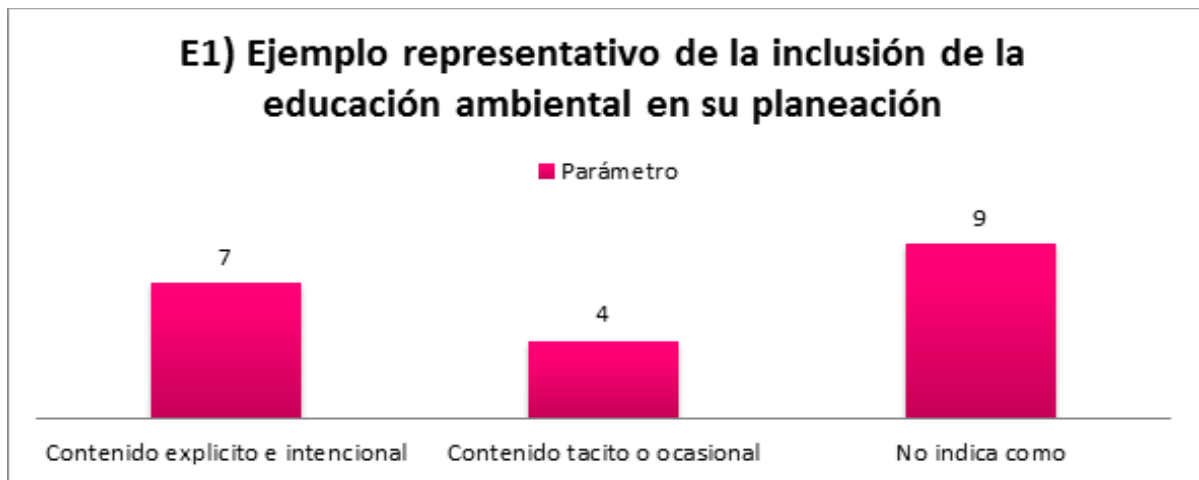 E1) Ejemplo representativo de la inclusión de la
educación ambiental en su planeación
Parámetro
7
4
9
Contenido explicito e intencional
Contenido tacito o ocasional
No indica como